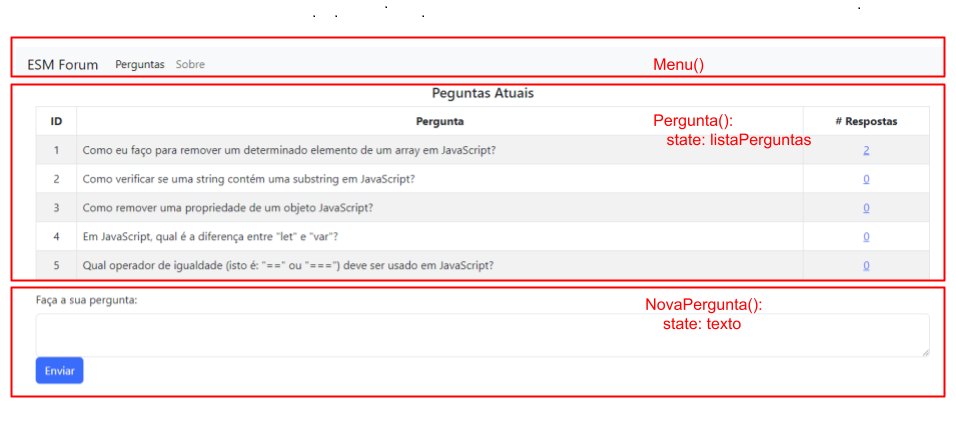 ESM Forum Perguntas Sobre Menu()
Peguntas Atuais
ID Pergunta # Respostas
Pergunta():
state: listaPerguntas
1 Como eu faço para remover um determinado elemento de um array em JavaScript? 2
2 Como verificar se uma string contém uma substring em JavaScript? 0
3 Como remover uma propriedade de um objeto JavaScript? 0
4 Em JavaScript, qual é a diferença entre "let" e "var"? 0
5 Qual operador de igualdade (isto é: "==" ou "===") deve ser usado em JavaScript? 0
Faça a sua pergunta:
NovaPergunta():
state: texto
Enviar